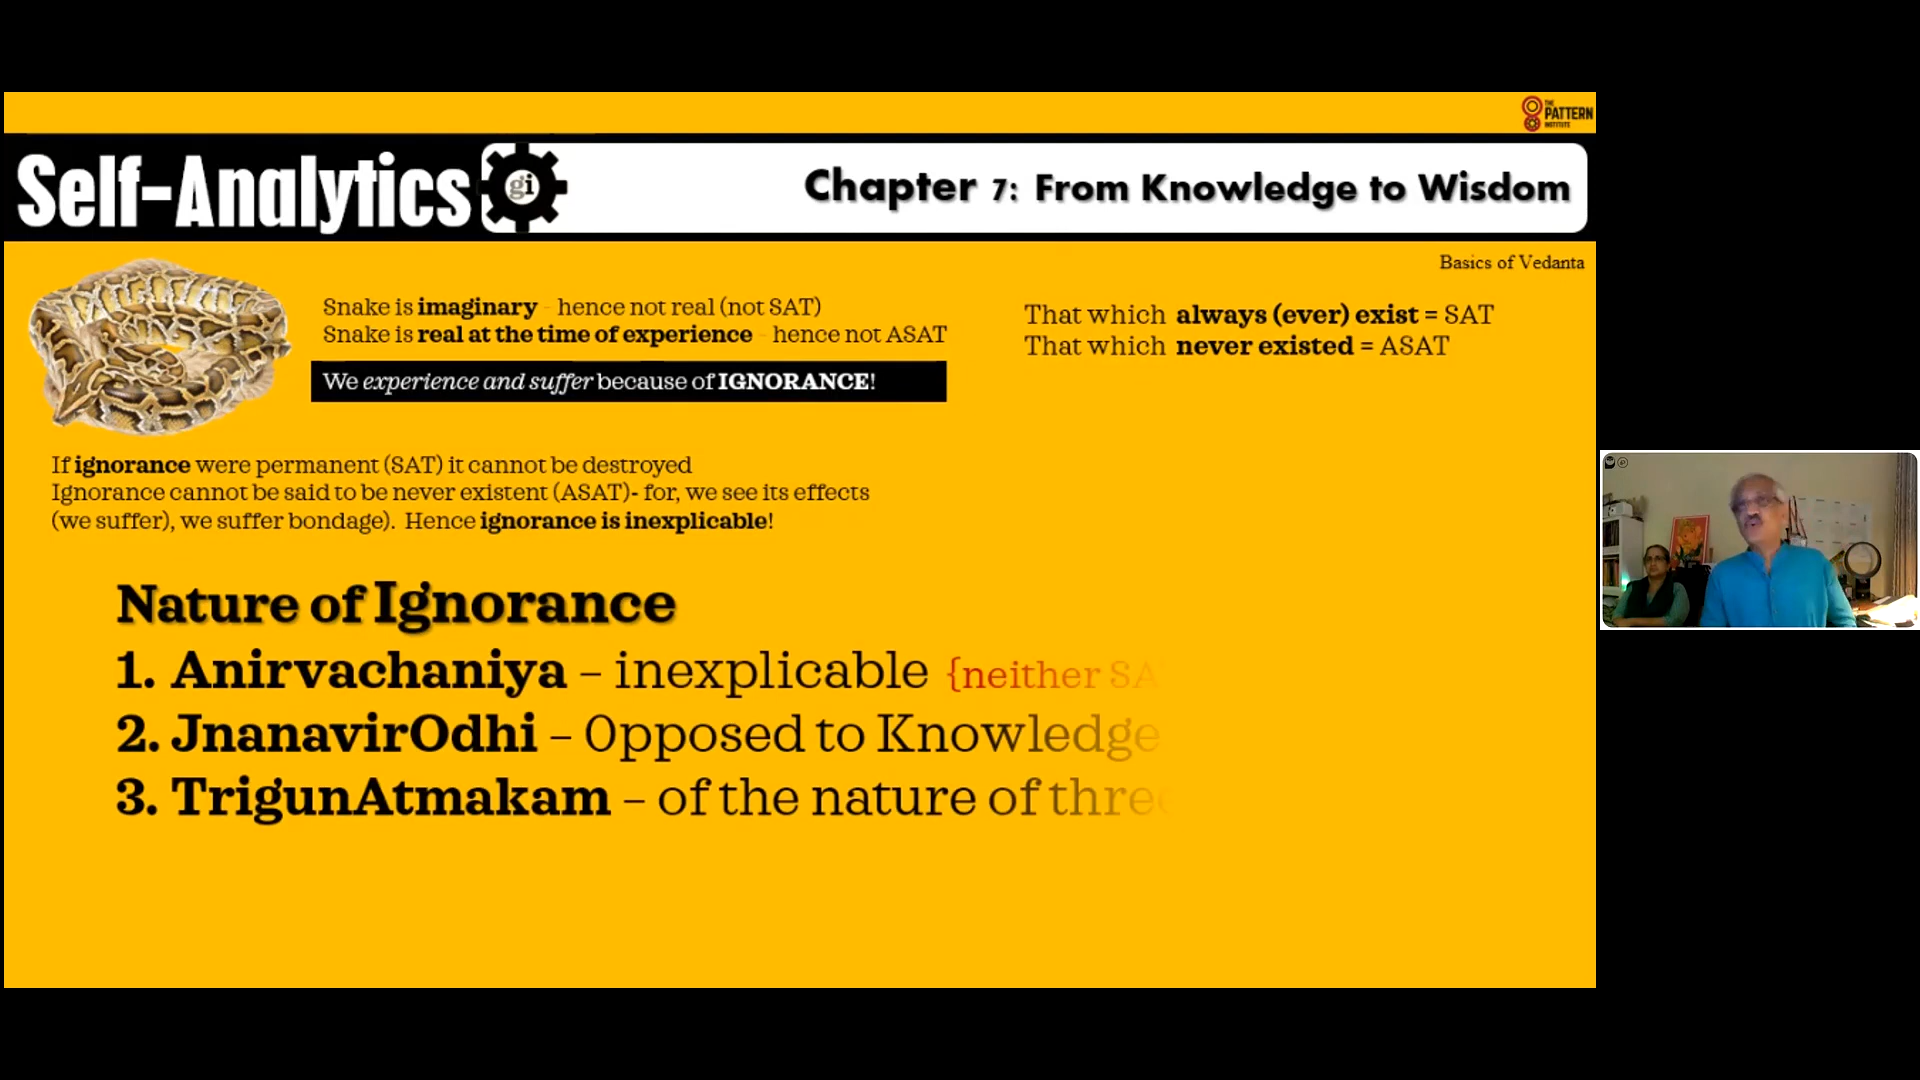 THE
PATTERN
INSTITUTE
Self-Analytics gi
Chapter 7: From Knowledge to Wisdom
Basics of Vedanta
Snake is imaginary - hence not real (not SAT)
Snake is real at the time of experience - hence not ASAT
We experience and suffer because of IGNORANCE!
That which always (ever) exist = SAT
That which never existed = ASAT
If ignorance were permanent (SAT) it cannot be destroyed
Ignorance cannot be said to be never existent (ASAT)- for, we see its effects
(we suffer), we suffer bondage). Hence ignorance is inexplicable!
Nature of Ignorance
1. Anirvachaniya – inexplicable {neither SA
2. JnanavirOdhi – 0pposed to Knowledge
3. TrigunAtmakam – of the nature of three